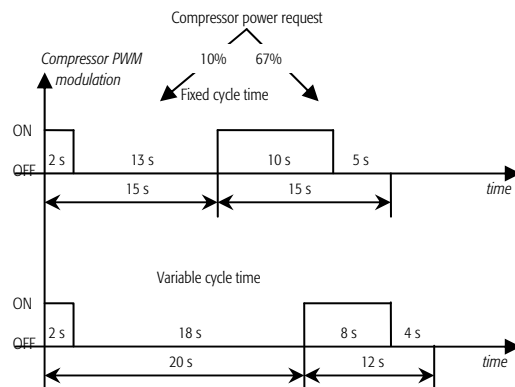 Compressor power request
Compressor PWM
modulation
10% 67%
Fixed cycle time
ON
2 s 13 s 10 s 5 s
OFF
15 s 15 s time
Variable cycle time
ON
2 s 18 s 8 s 4 s
OFF
20 s 12 s time